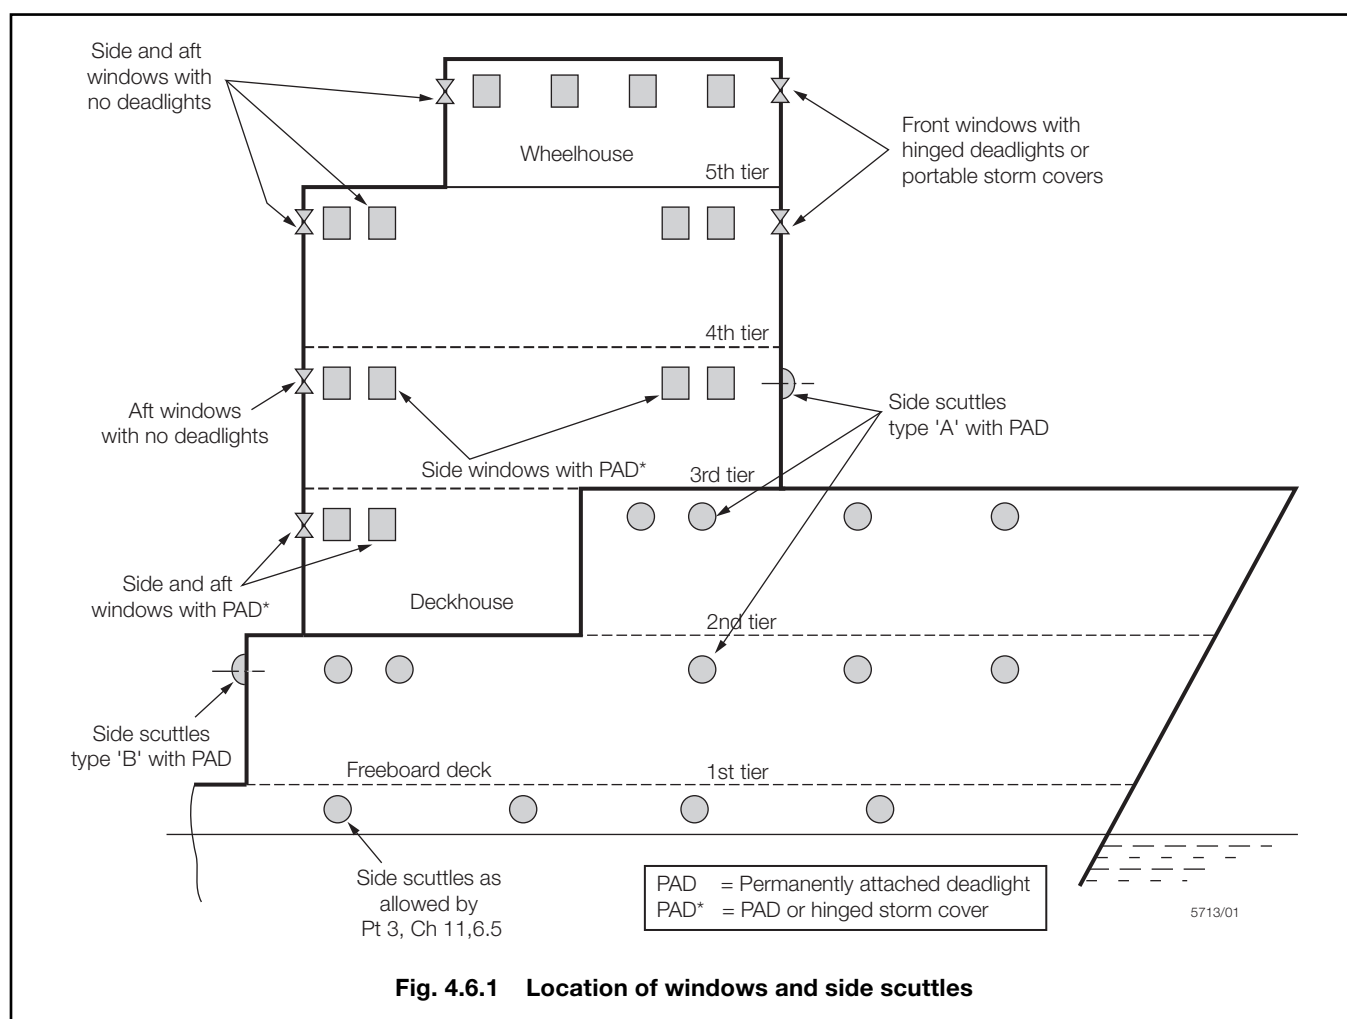 Side and aft
windows with
no deadlights
Front windows with
hinged deadlights or
portable storm covers
Wheelhouse
5th tier
4th tier
Aft windows
with no deadlights
Side scuttles
type 'A' with PAD
Side windows with PAD*
3rd tier
Side and aft
windows with PAD*
Deckhouse
2nd tier
Side scuttles
type 'B' with PAD
Freeboard deck
1st tier
Side scuttles as
allowed by
Pt 3, Ch 11,6.5
PAD = Permanently attached deadlight
PAD* = PAD or hinged storm cover
5713/01
Fig. 4.6.1 Location of windows and side scuttles